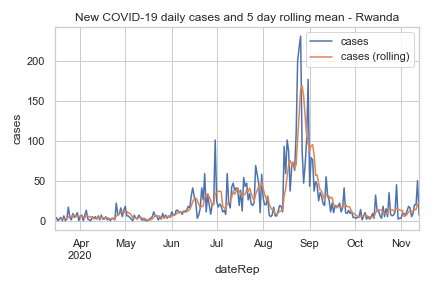 New COVID-19 daily cases and 5 day rolling mean - Rwanda
cases
cases (rolling)
cases
200
150
100
50
0
Apr May Jun Jul Aug Sep Oct Nov
2020
dateRep